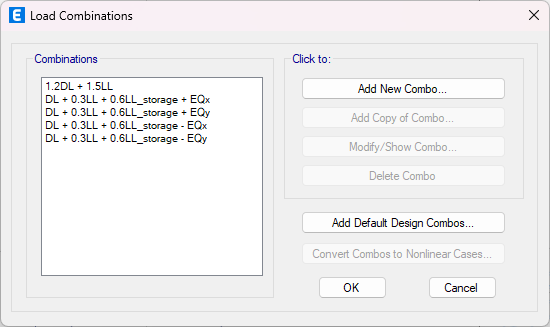 E Load Combinations
Combinations
1.2DL + 1.5LL
DL + 0.3LL + 0.6LL_storage + EQx
DL + 0.3LL + 0.6LL_storage + EQy
DL + 0.3LL + 0.6LL_storage - EQx
DL + 0.3LL + 0.6LL_storage - EQy
Click to:
Add New Combo...
Add Copy of Combo...
Modify/Show Combo...
Delete Combo
Add Default Design Combos...
Convert Combos to Nonlinear Cases...
OK
Cancel